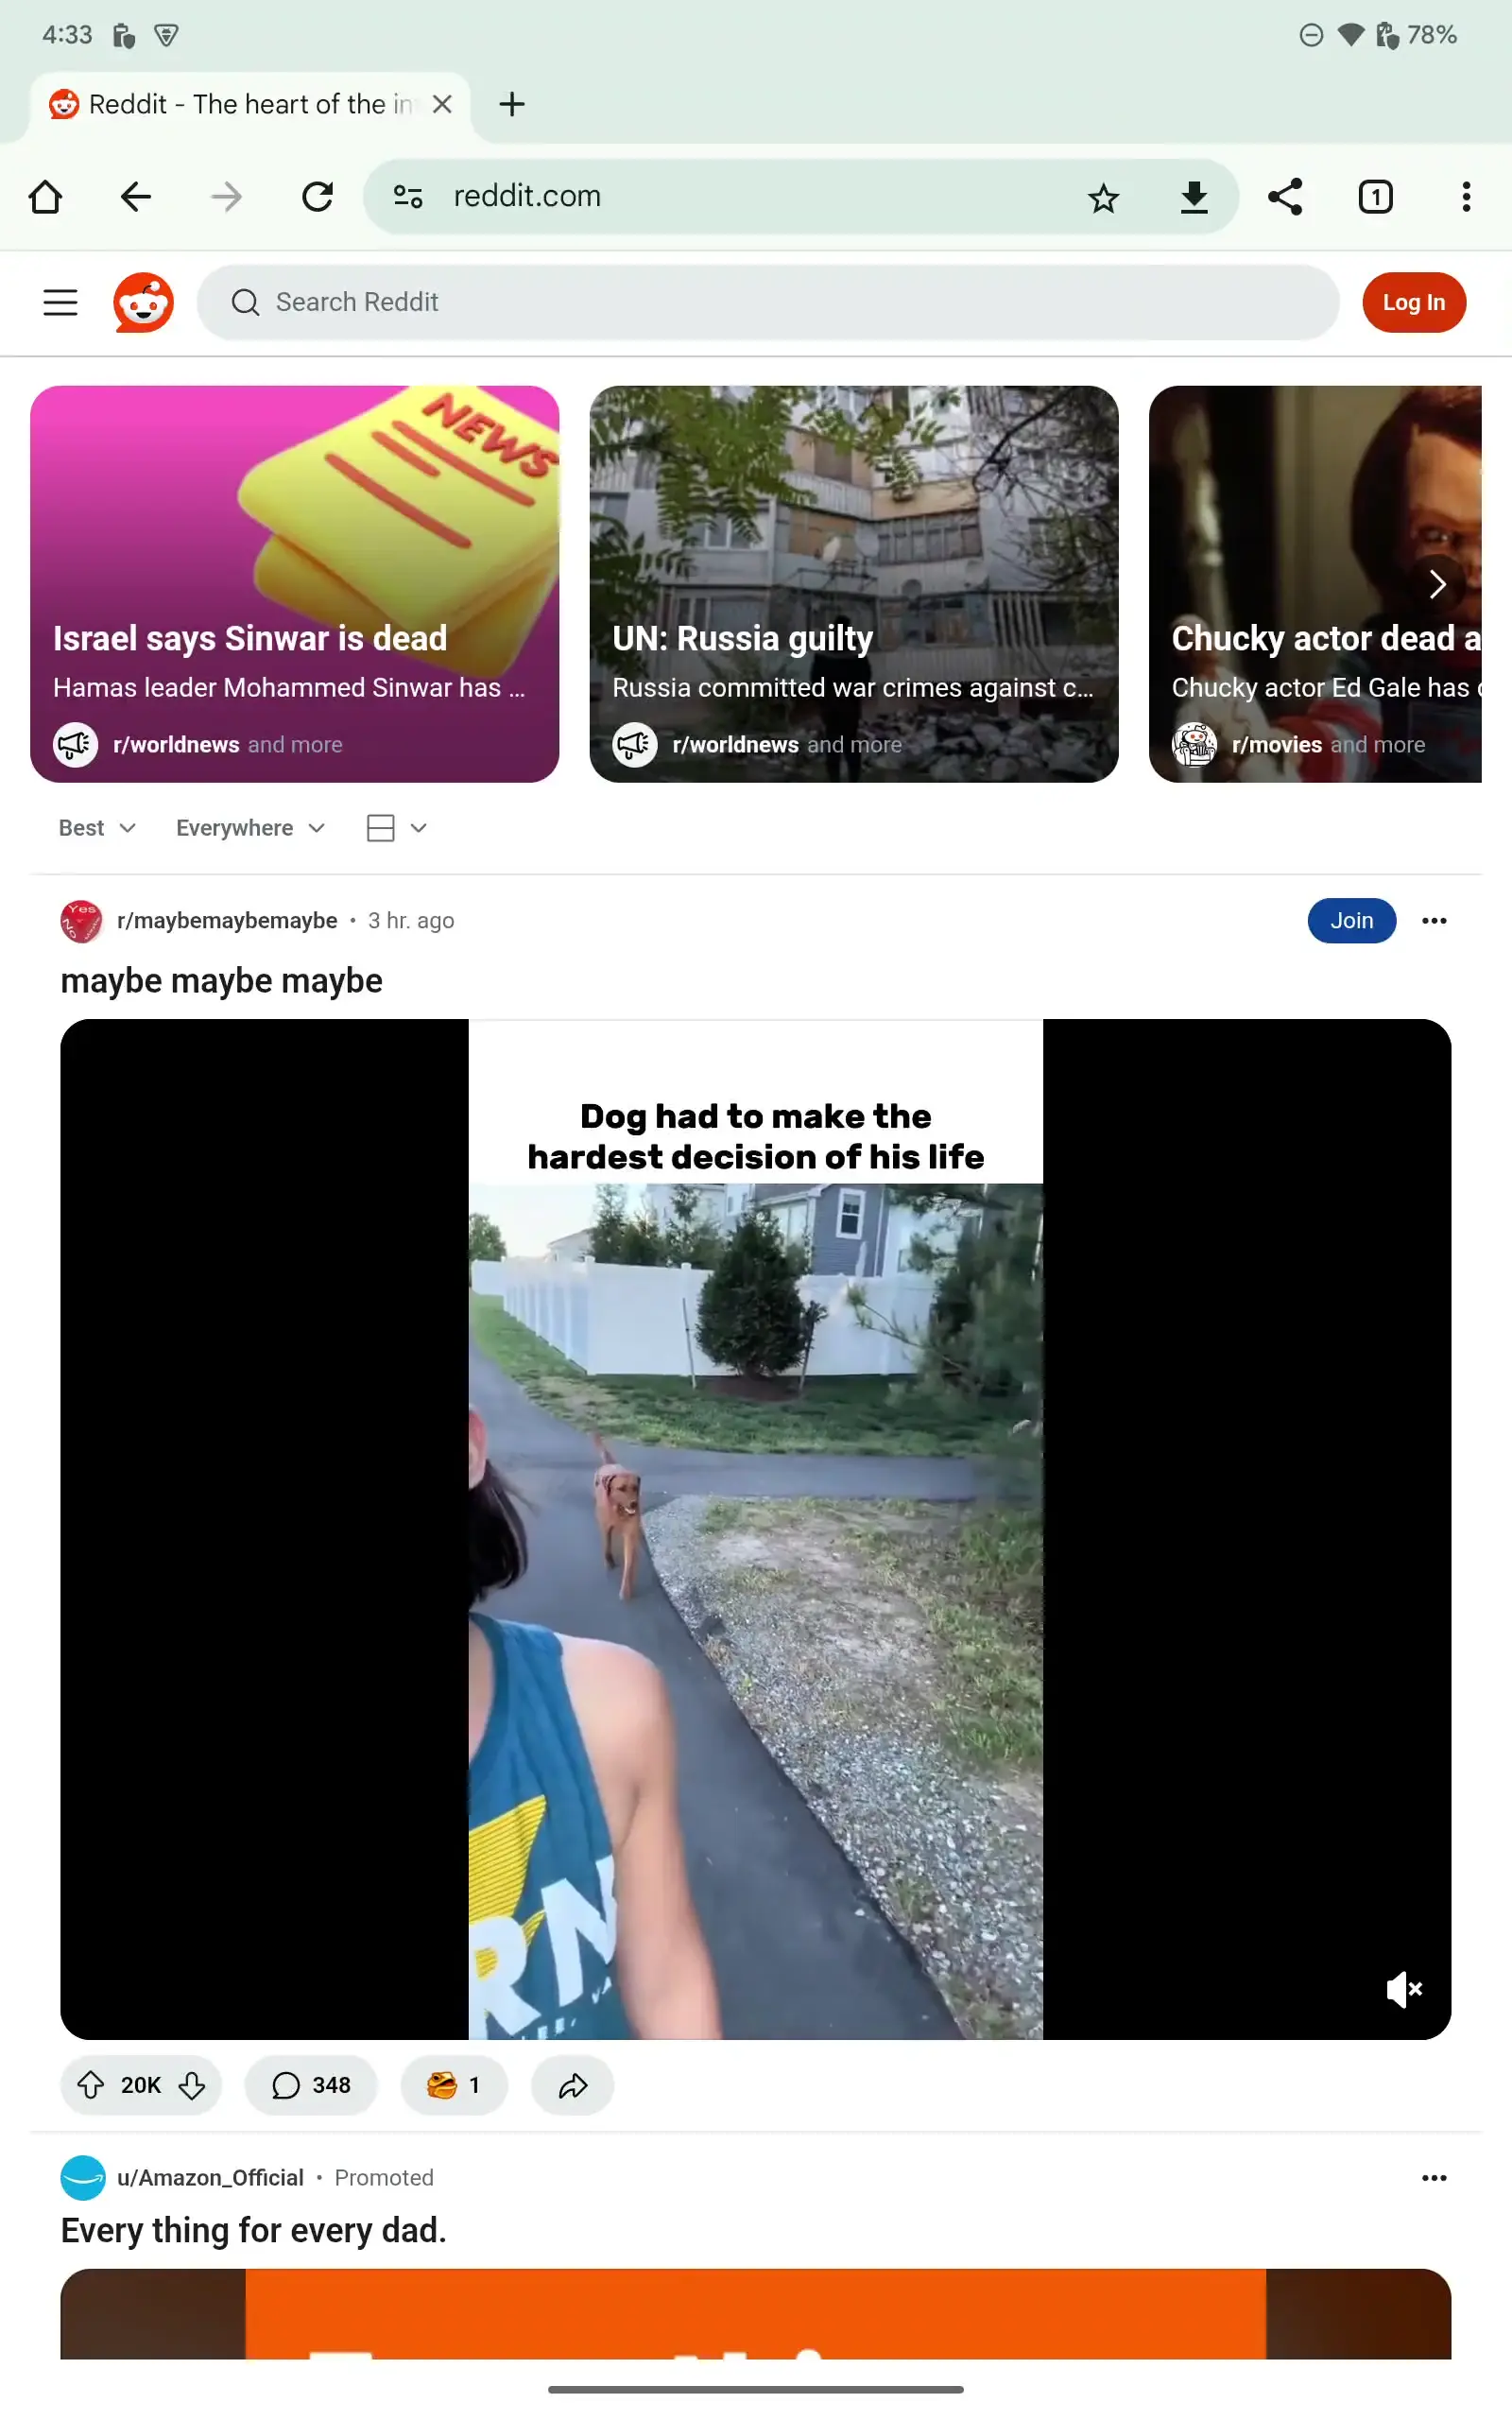 4:33
78%
Reddit - The heart of the in
reddit.com
1
Search Reddit
Log In
NEWS
Israel says Sinwar is dead
Hamas leader Mohammed Sinwar has ...
r/worldnews and more
UN: Russia guilty
Russia committed war crimes against c...
r/worldnews and more
Chucky actor dead a
Chucky actor Ed Gale has
r/movies and more
Best
Everywhere
Yes
NO
r/maybemaybemaybe • 3 hr. ago
Join
maybe maybe maybe
Dog had to make the
hardest decision of his life
RN
20K
348
1
u/Amazon_Official • Promoted
Every thing for every dad.